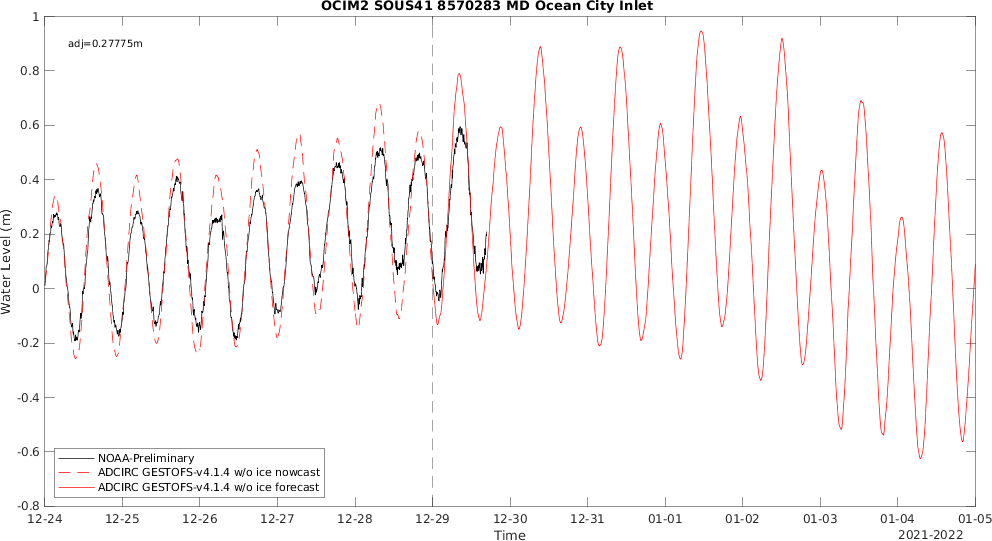 OCIM2 SOUS41 8570283 MD Ocean City Inlet
1
adj=0.27775m
0.8
0.6
0.4
0.2
0
-0.2
-0.4
-0.6
-0.8
Water Level (m)
NOAA-Preliminary
ADCIRC GESTOFS-v4.1.4 w/o ice nowcast
ADCIRC GESTOFS-v4.1.4 w/o ice forecast
12-24 12-25 12-26 12-27 12-28 12-29 12-30 12-31 01-01 01-02 01-03 01-04 01-05
Time
2021-2022